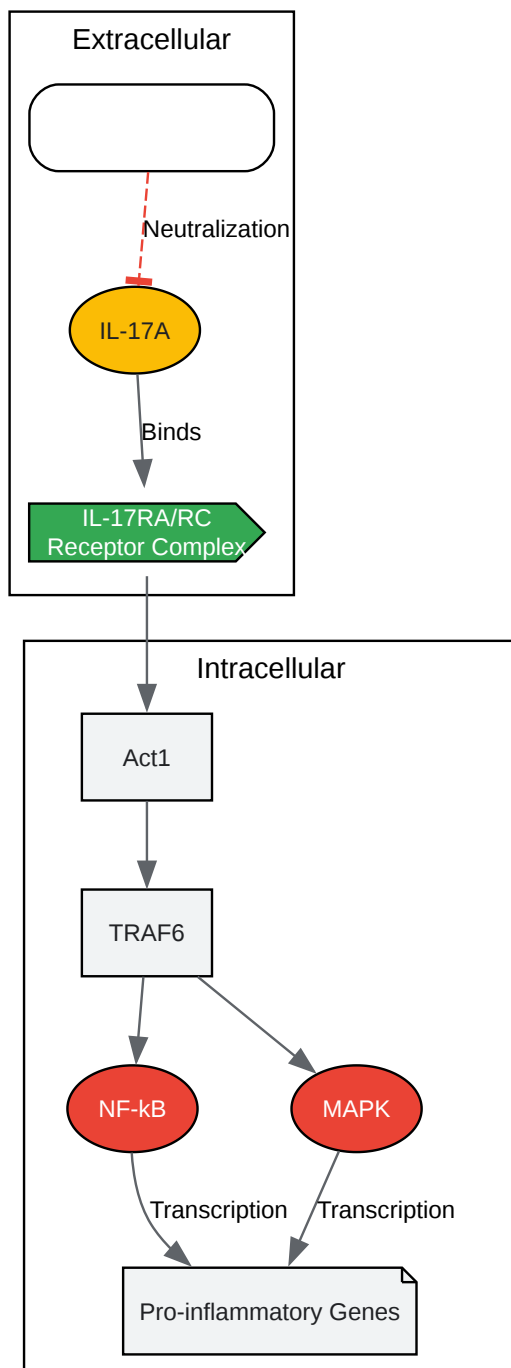 Extracellular
Neutralization
IL-17A
Binds
IL-17RA/RC
Receptor Complex
Intracellular
Act1
TRAF6
NF-kB
MAPK
Transcription
Transcription
Pro-inflammatory Genes